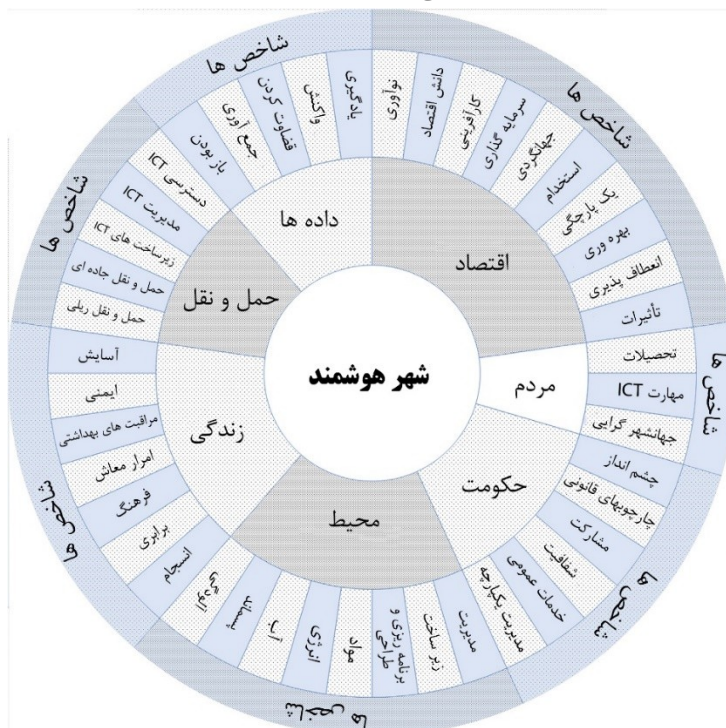 شهر هوشمند
اقتصاد
مردم
حکومت
محیط
زندگی
حمل و نقل
داده ها
شاخص ها
نوآوری
دانش اقتصاد
کارآفرینی
سرمایه گذاری
جهانگردی
استخدام
یک پارچگی
بهره وری
انعطاف پذیری
تأثیرات
شاخص ها
تحصیلات
مهارت ICT
جهانشهر گرایی
شاخص ها
چشم انداز
چارچوبهای قانونی
مشارکت
شفافیت
خدمات عمومی
مدیریت یکپارچه
شاخص ها
مدیریت
زیر ساخت
برنامه ریزی و
طراحی
مواد
انرژی
آب
پسماند
آلودگی
شاخص ها
انسجام
برابری
فرهنگ
امرار معاش
مراقبت های بهداشتی
ایمنی
آسایش
شاخص ها
حمل و نقل ریلی
حمل و نقل جاده ای
زیرساخت های ICT
مدیریت ICT
دسترسی ICT
شاخص ها
باز بودن
جمع آوری
قضاوت کردن
واکنش
یادگیری